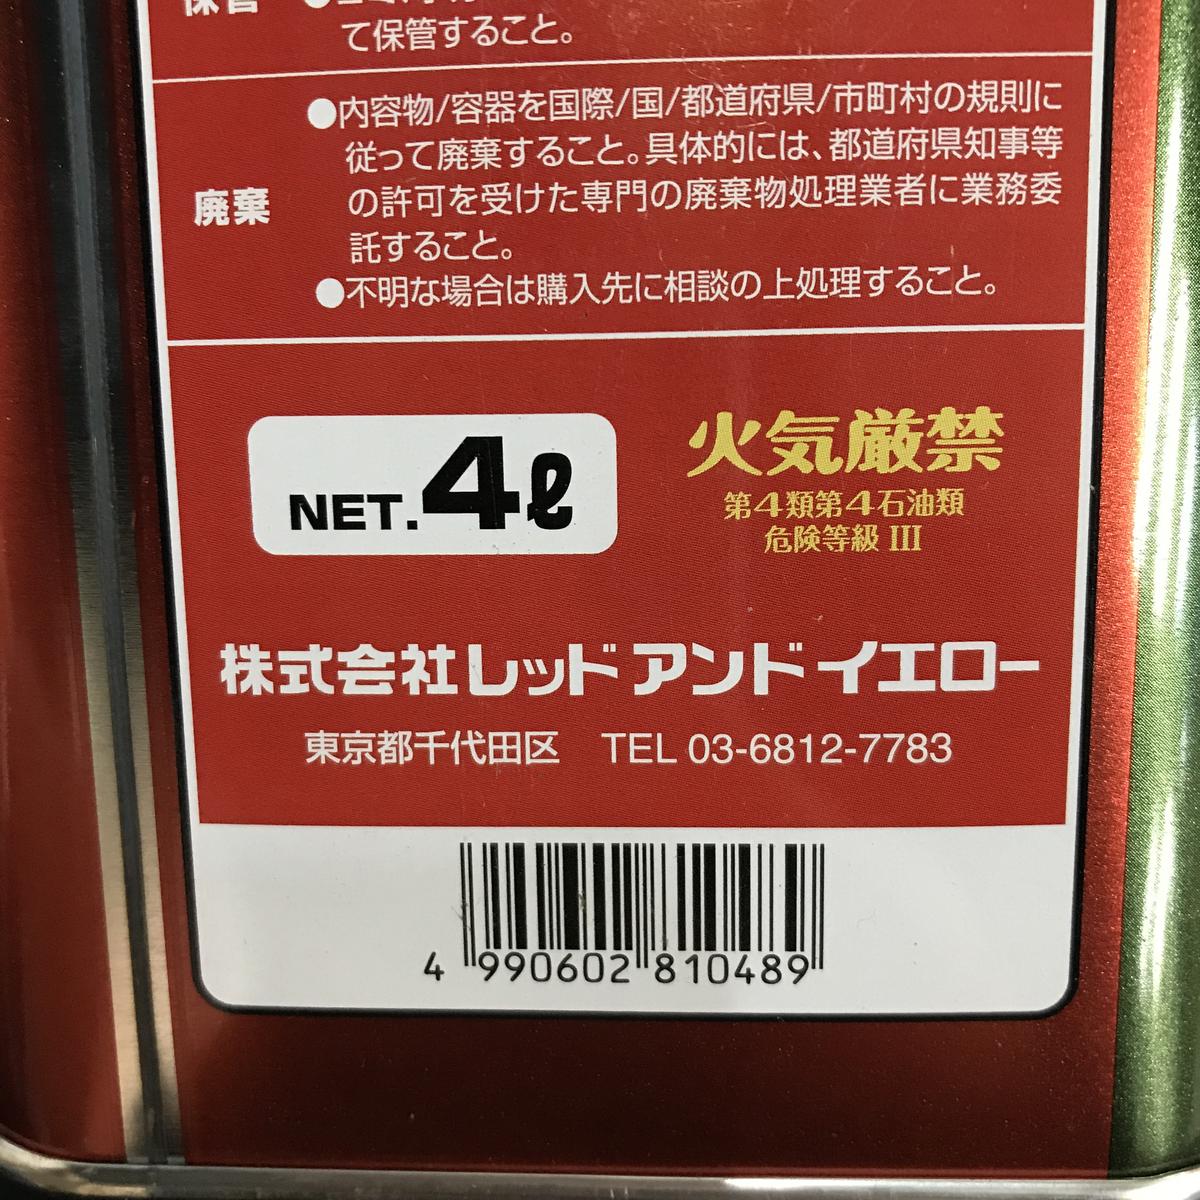 保管
て保管すること。
●内容物/容器を国際/国/都道府県/市町村の規則に
従って廃棄すること。具体的には、都道府県知事等
廃棄
の許可を受けた専門の廃棄物処理業者に業務委
託すること。
●不明な場合は購入先に相談の上処理すること。
NET.4ℓ
火気厳禁
第4類第4石油類
危険等級 III
株式会社レッド アンド イエロー
東京都千代田区 TEL 03-6812-7783
4 990602 810489